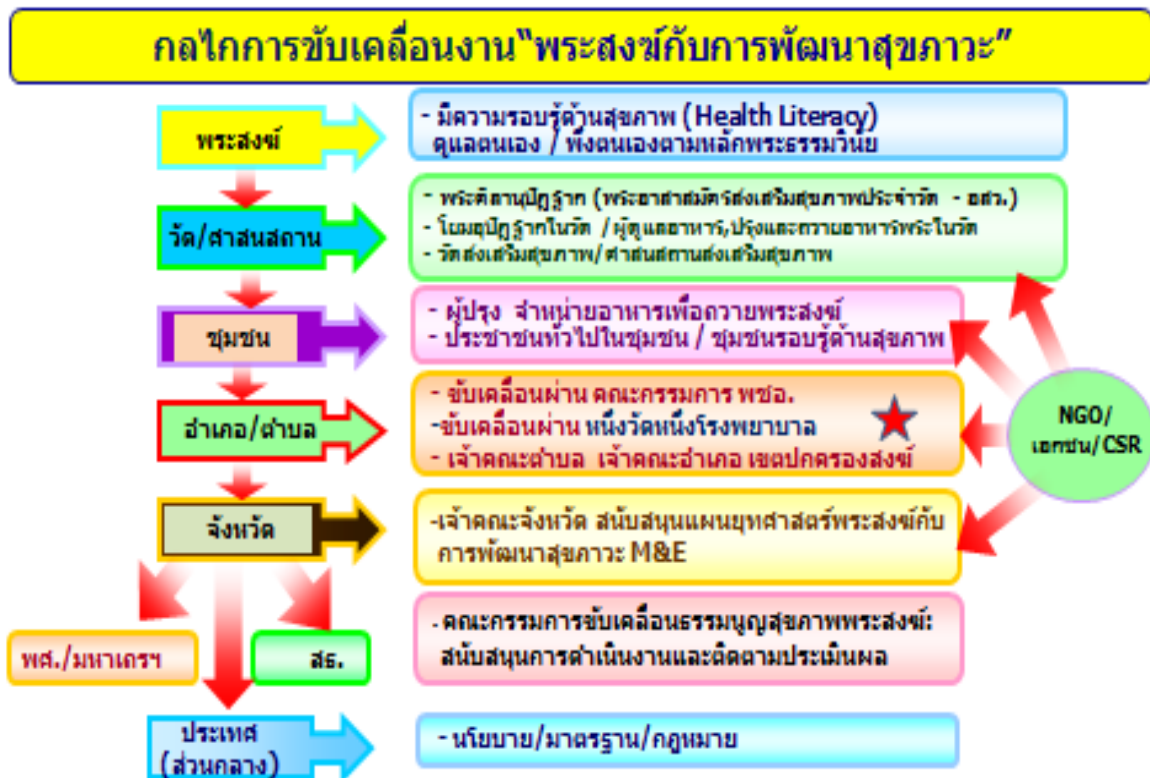 กลไกการขับเคลื่อนงาน“พระสงฆ์กับการพัฒนาสุขภาวะ”
พระสงฆ์
- มีความรอบรู้ด้านสุขภาพ (Health Literacy)
ดูแลตนเอง / พึ่งตนเองตามหลักพระธรรมวินัย
วัด/ศาสนสถาน
- พระคิลานุปัฏฐาก (พระอาสาสมัครส่งเสริมสุขภาพประจำวัด - อสว.)
- โยมอุปัฏฐากในวัด / ผู้ดูแลอาหาร,ปรุงและถวายอาหารพระในวัด
- วัดส่งเสริมสุขภาพ/ศาสนสถานส่งเสริมสุขภาพ
ชุมชน
- ผู้ปรุง จำหน่ายอาหารเพื่อถวายพระสงฆ์
- ประชาชนทั่วไปในชุมชน / ชุมชนรอบรู้ด้านสุขภาพ
อำเภอ/ตำบล
- ขับเคลื่อนผ่าน คณะกรรมการ พชอ.
-ขับเคลื่อนผ่าน หนึ่งวัดหนึ่งโรงพยาบาล
- เจ้าคณะตำบล เจ้าคณะอำเภอ เขตปกครองสงฆ์
NGO/
เอกชน/CSR
จังหวัด
-เจ้าคณะจังหวัด สนับสนุนแผนยุทศาสตร์พระสงฆ์กับ
การพัฒนาสุขภาวะ M&E
พศ./มหาเถรฯ
สธ.
- คณะกรรมการขับเคลื่อนธรรมนูญสุขภาพพระสงฆ์:
สนับสนุนการดำเนินงานและติดตามประเมินผล
ประเทศ
(ส่วนกลาง)
- นโยบาย/มาตรฐาน/กฎหมาย